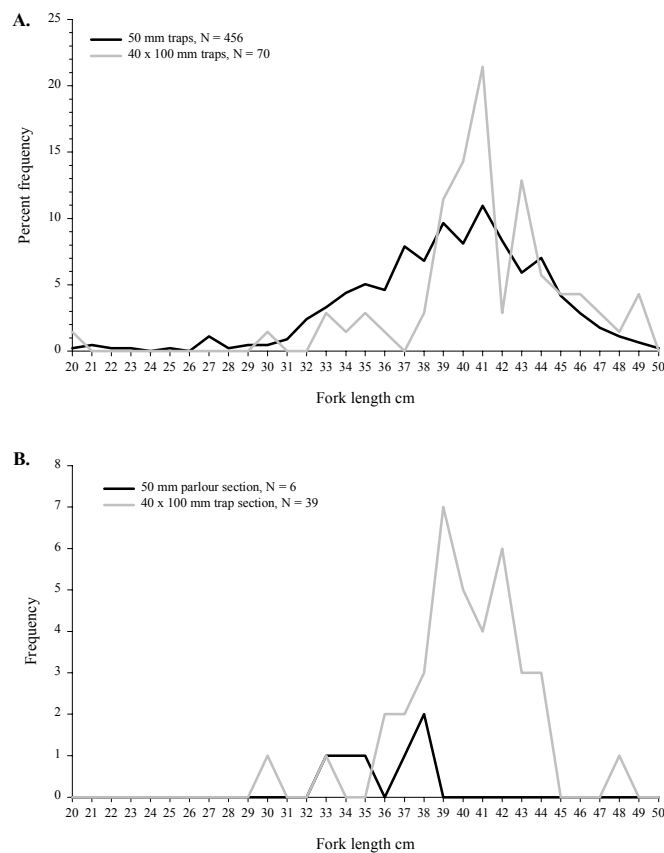 A.
25
20
15
10
5
0
Percent frequency
50 mm traps, N = 456
40 x 100 mm traps, N = 70
20 21 22 23 24 25 26 27 28 29 30 31 32 33 34 35 36 37 38 39 40 41 42 43 44 45 46 47 48 49 50
Fork length cm
B.
8
7
6
5
4
3
2
1
0
Frequency
50 mm parlour section, N = 6
40 x 100 mm trap section, N = 39
20 21 22 23 24 25 26 27 28 29 30 31 32 33 34 35 36 37 38 39 40 41 42 43 44 45 46 47 48 49 50
Fork length cm